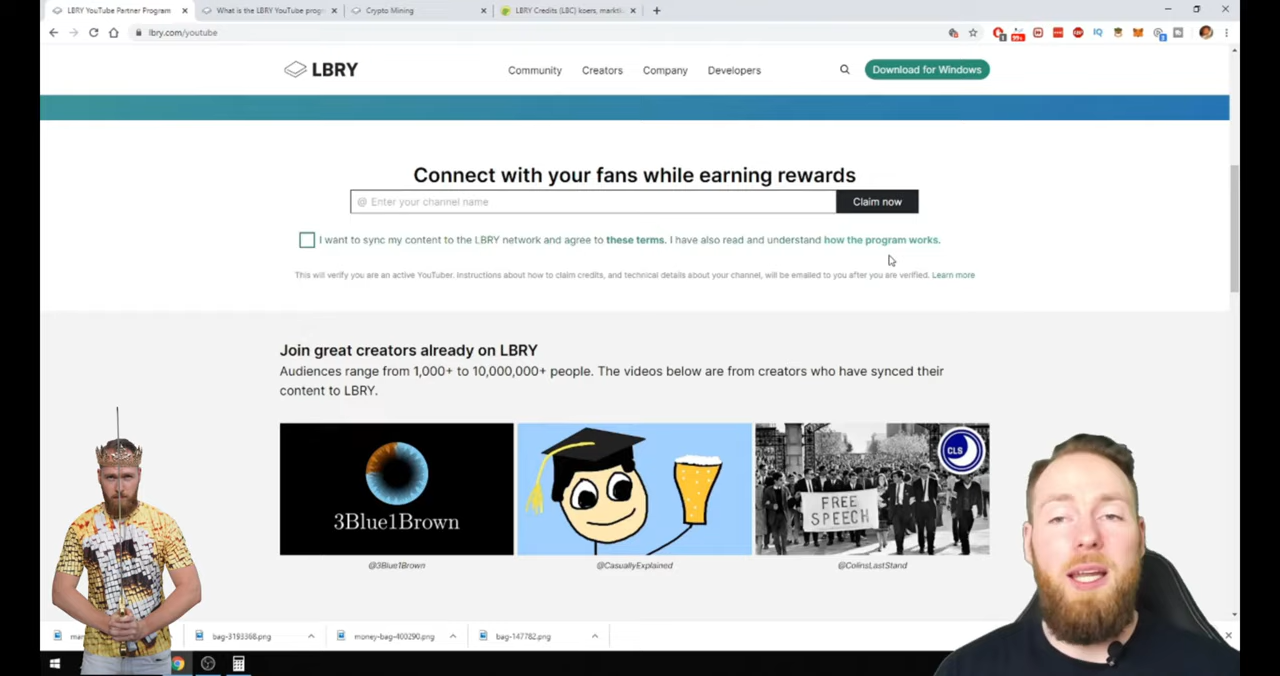 LBRY YouTube Partner Program
What is the LBRY YouTube prog
Crypto Mining
LBRY Credits (LBC) koers, marktk
lbry.com/youtube
LBRY
Community
Creators
Company
Developers
Download for Windows
Connect with your fans while earning rewards
@ Enter your channel name
Claim now
I want to sync my content to the LBRY network and agree to these terms. I have also read and understand how the program works.
This will verify you are an active YouTuber. Instructions about how to claim credits, and technical details about your channel, will be emailed to you after you are verified. Learn more
Join great creators already on LBRY
Audiences range from 1,000+ to 10,000,000+ people. The videos below are from creators who have synced their
content to LBRY.
3Blue1Brown
CLS
FREE
SPEECH
@3Blue1Brown
@CasuallyExplained
@ColinsLastStand
bag-3193368.png
money-bag-400290.png
bag-147782.png